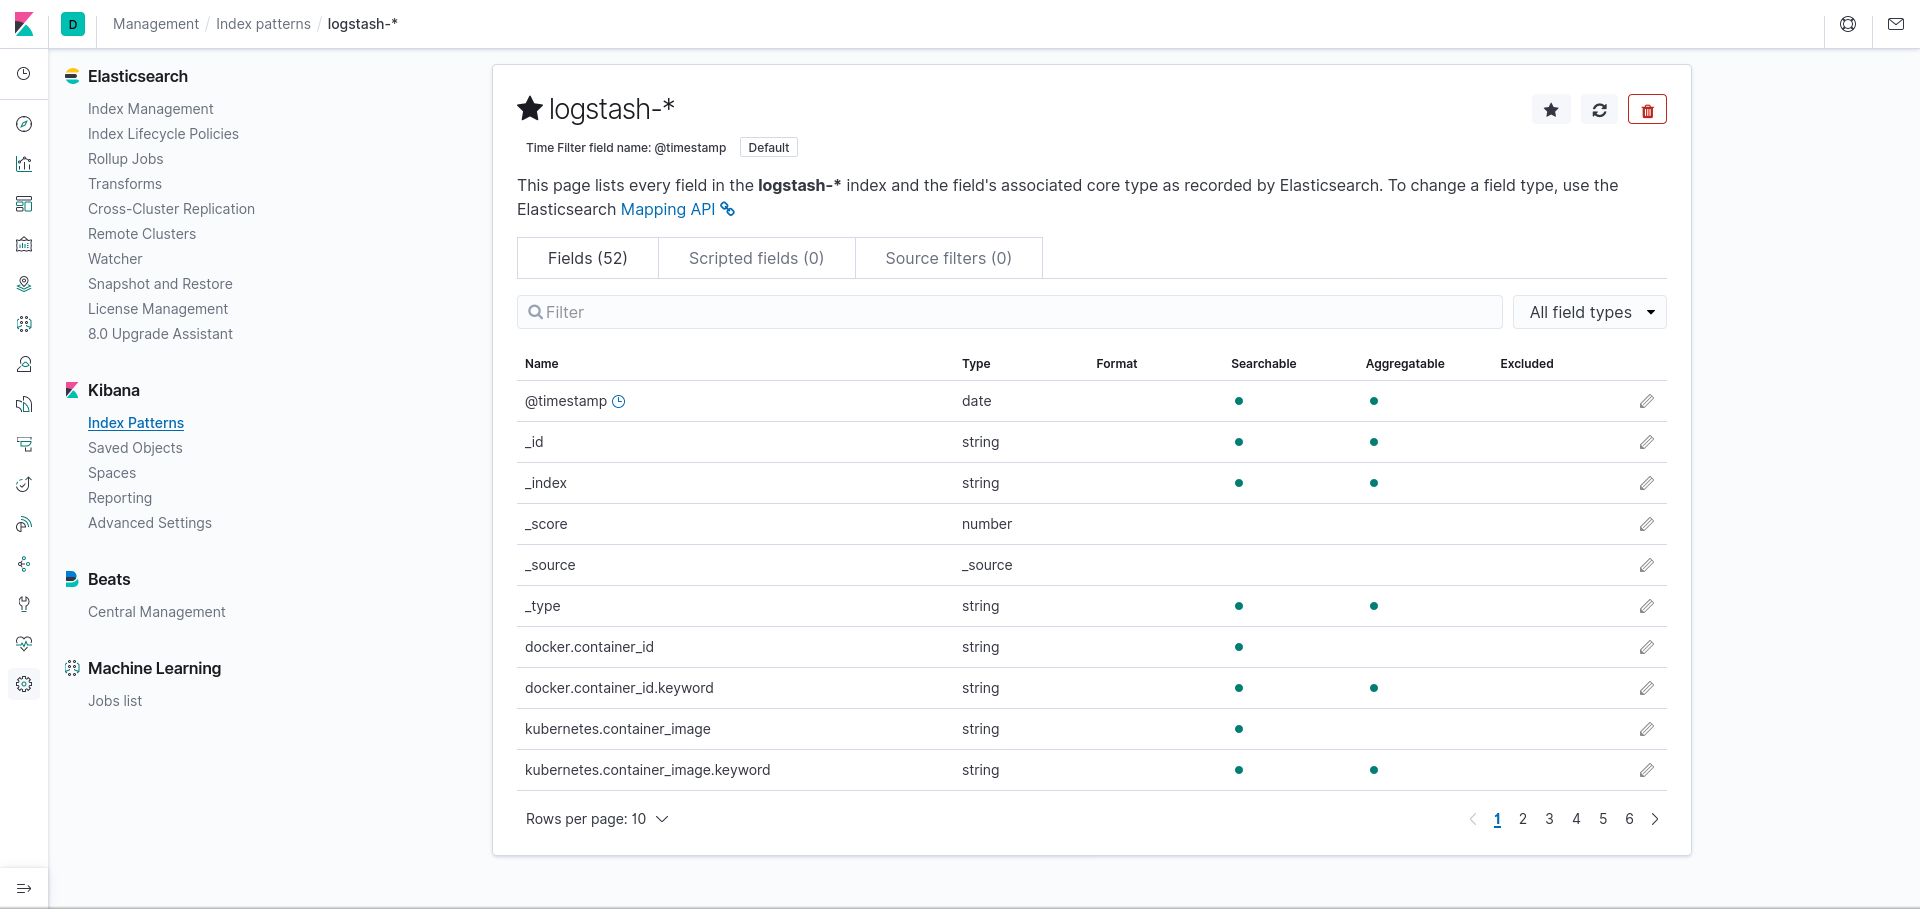 D
Management / Index patterns / logstash-*
Elasticsearch
Index Management
Index Lifecycle Policies
Rollup Jobs
Transforms
Cross-Cluster Replication
Remote Clusters
Watcher
Snapshot and Restore
License Management
8.0 Upgrade Assistant
Kibana
Index Patterns
Saved Objects
Spaces
Reporting
Advanced Settings
Beats
Central Management
Machine Learning
Jobs list
logstash-*
Time Filter field name: @timestamp Default
This page lists every field in the logstash-* index and the field's associated core type as recorded by Elasticsearch. To change a field type, use the
Elasticsearch Mapping API
Fields (52) Scripted fields (0) Source filters (0)
Filter All field types
Name Type Format Searchable Aggregatable Excluded
@timestamp date
_id string
_index string
_score number
_source _source
_type string
docker.container_id string
docker.container_id.keyword string
kubernetes.container_image string
kubernetes.container_image.keyword string
Rows per page: 10 1 2 3 4 5 6